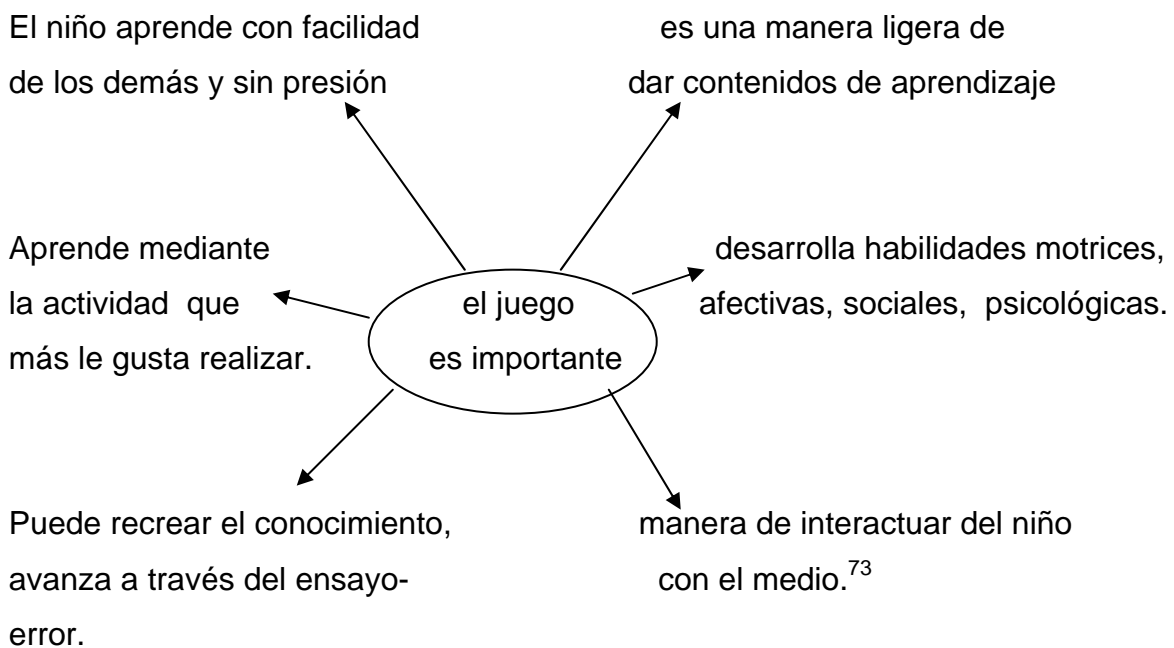 El niño aprende con facilidad
de los demás y sin presión
es una manera ligera de
dar contenidos de aprendizaje
Aprende mediante
la actividad que
más le gusta realizar.
el juego
es importante
desarrolla habilidades motrices,
afectivas, sociales, psicológicas.
Puede recrear el conocimiento,
avanza a través del ensayo-
error.
manera de interactuar del niño
con el medio.73